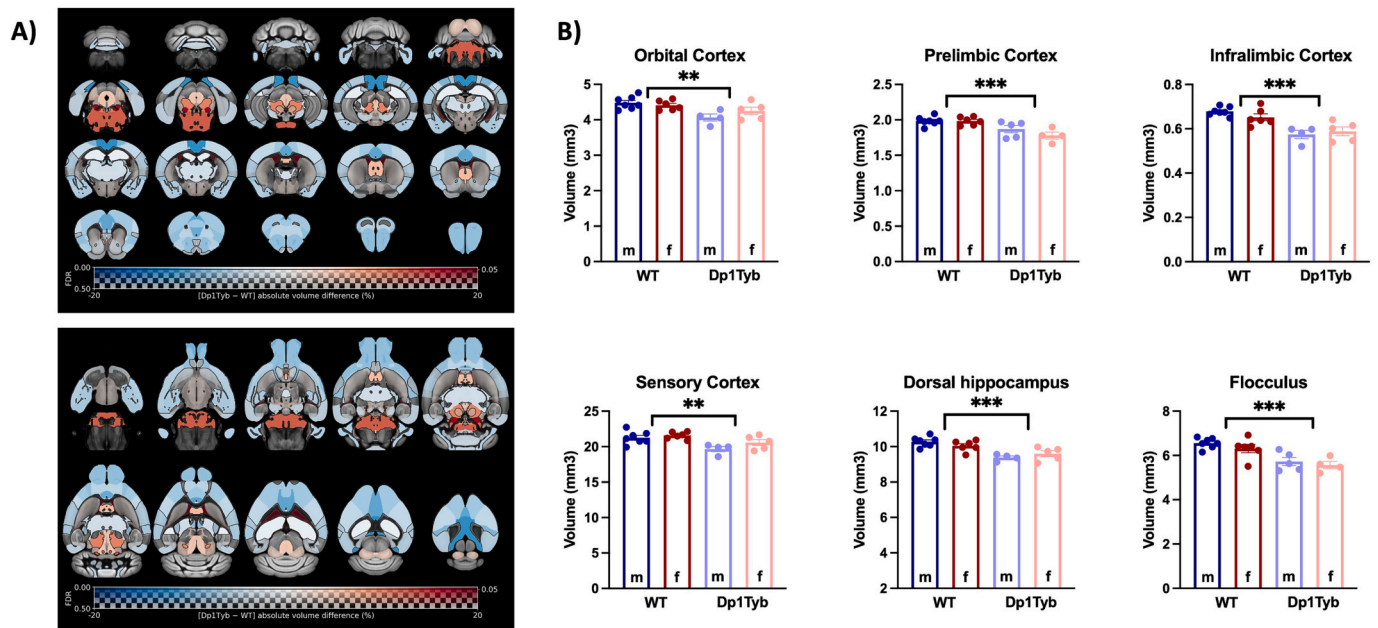 A)
FDR
0.00
0.50
0.05
-20
[Dp1Tyb − WT] absolute volume difference (%)
20
FDR
0.00
0.50
0.05
-20
[Dp1Tyb − WT] absolute volume difference (%)
20
B)
Orbital Cortex
**
Volume (mm3)
5
4
3
2
1
0
m f m f
WT Dp1Tyb
Prelimbic Cortex
***
Volume (mm3)
2.5
2.0
1.5
1.0
0.5
0.0
m f m f
WT Dp1Tyb
Infralimbic Cortex
***
Volume (mm3)
0.8
0.6
0.4
0.2
0.0
m f m f
WT Dp1Tyb
Sensory Cortex
**
Volume (mm3)
25
20
15
10
5
0
m f m f
WT Dp1Tyb
Dorsal hippocampus
***
Volume (mm3)
12
10
8
6
4
2
m f m f
WT Dp1Tyb
Flocculus
***
Volume (mm3)
8
6
4
2
0
m f m f
WT Dp1Tyb